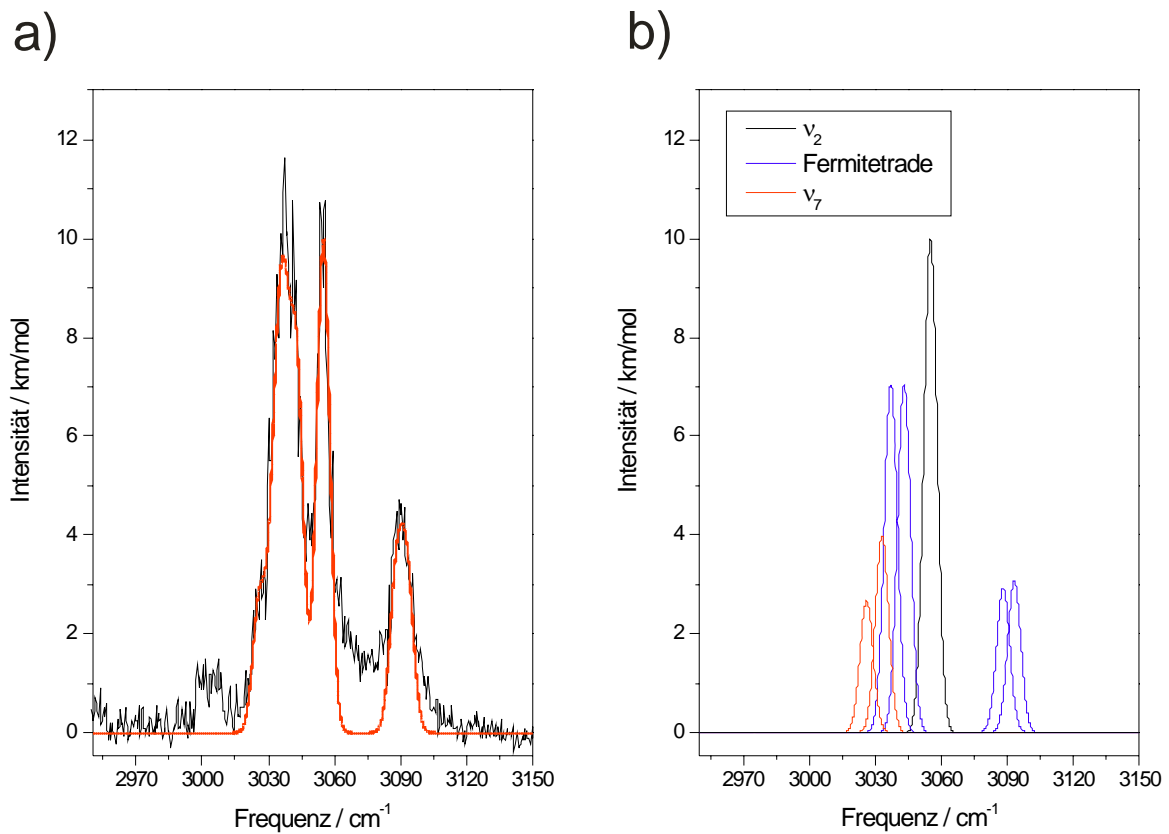 a)
b)
12
10
8
6
4
2
0
2970 3000 3030 3060 3090 3120 3150
Intensität / km/mol
Frequenz / cm-1
ν2
Fermitetrade
ν7
12
10
8
6
4
2
0
2970 3000 3030 3060 3090 3120 3150
Intensität / km/mol
Frequenz / cm-1